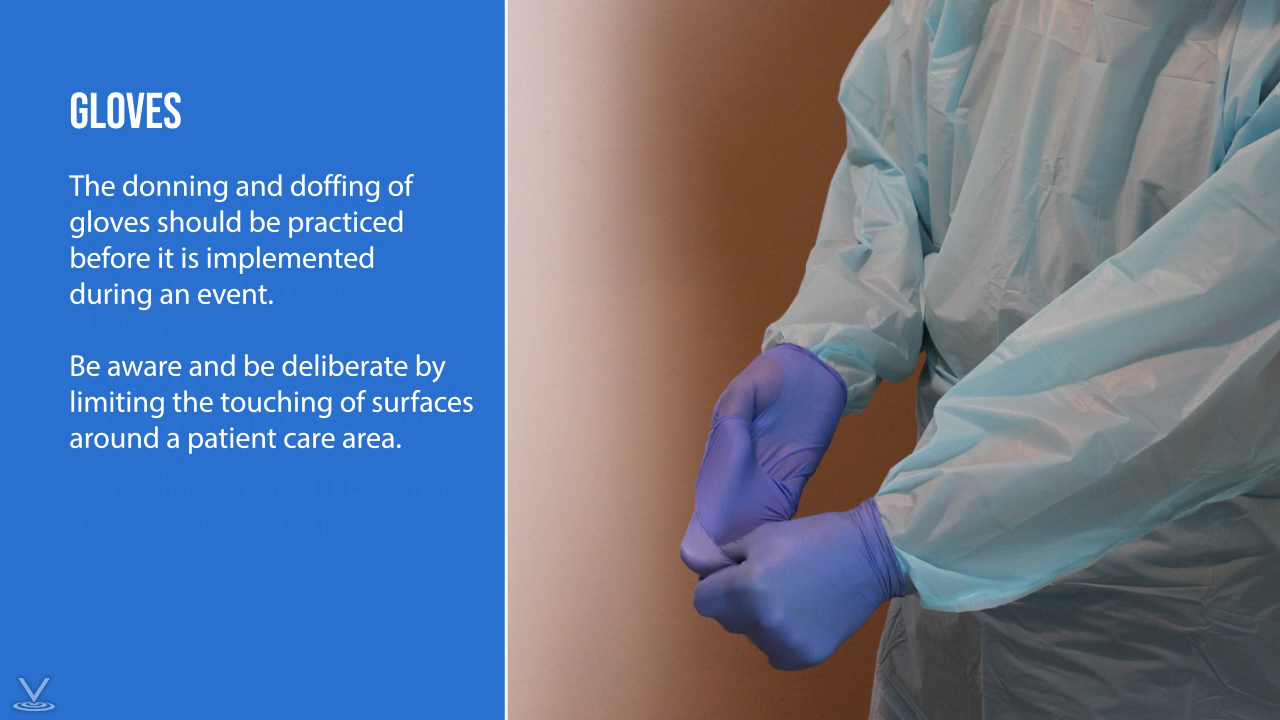 GLOVES
The donning and doffing of
gloves should be practiced
before it is implemented
during an event.
Be aware and be deliberate by
limiting the touching of surfaces
around a patient care area.